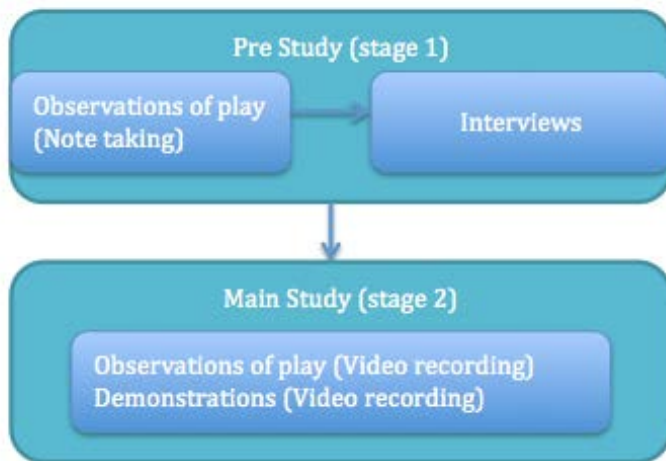 Pre Study (stage 1)
Observations of play
(Note taking)
Interviews
Main Study (stage 2)
Observations of play (Video recording)
Demonstrations (Video recording)